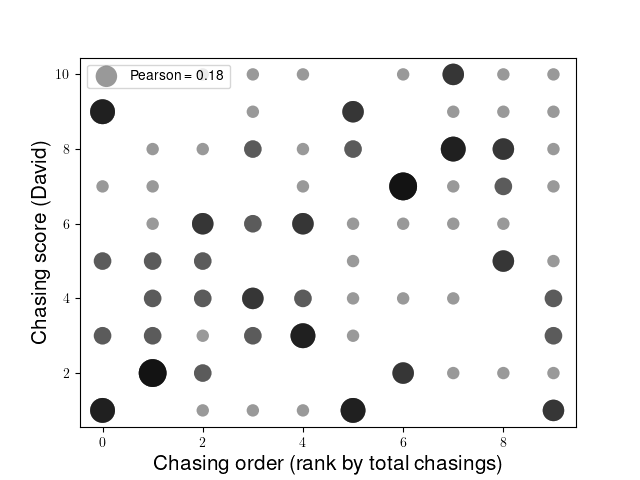 Pearson = 0.18
10
8
6
4
2
Chasing score (David)
0 2 4 6 8
Chasing order (rank by total chasings)